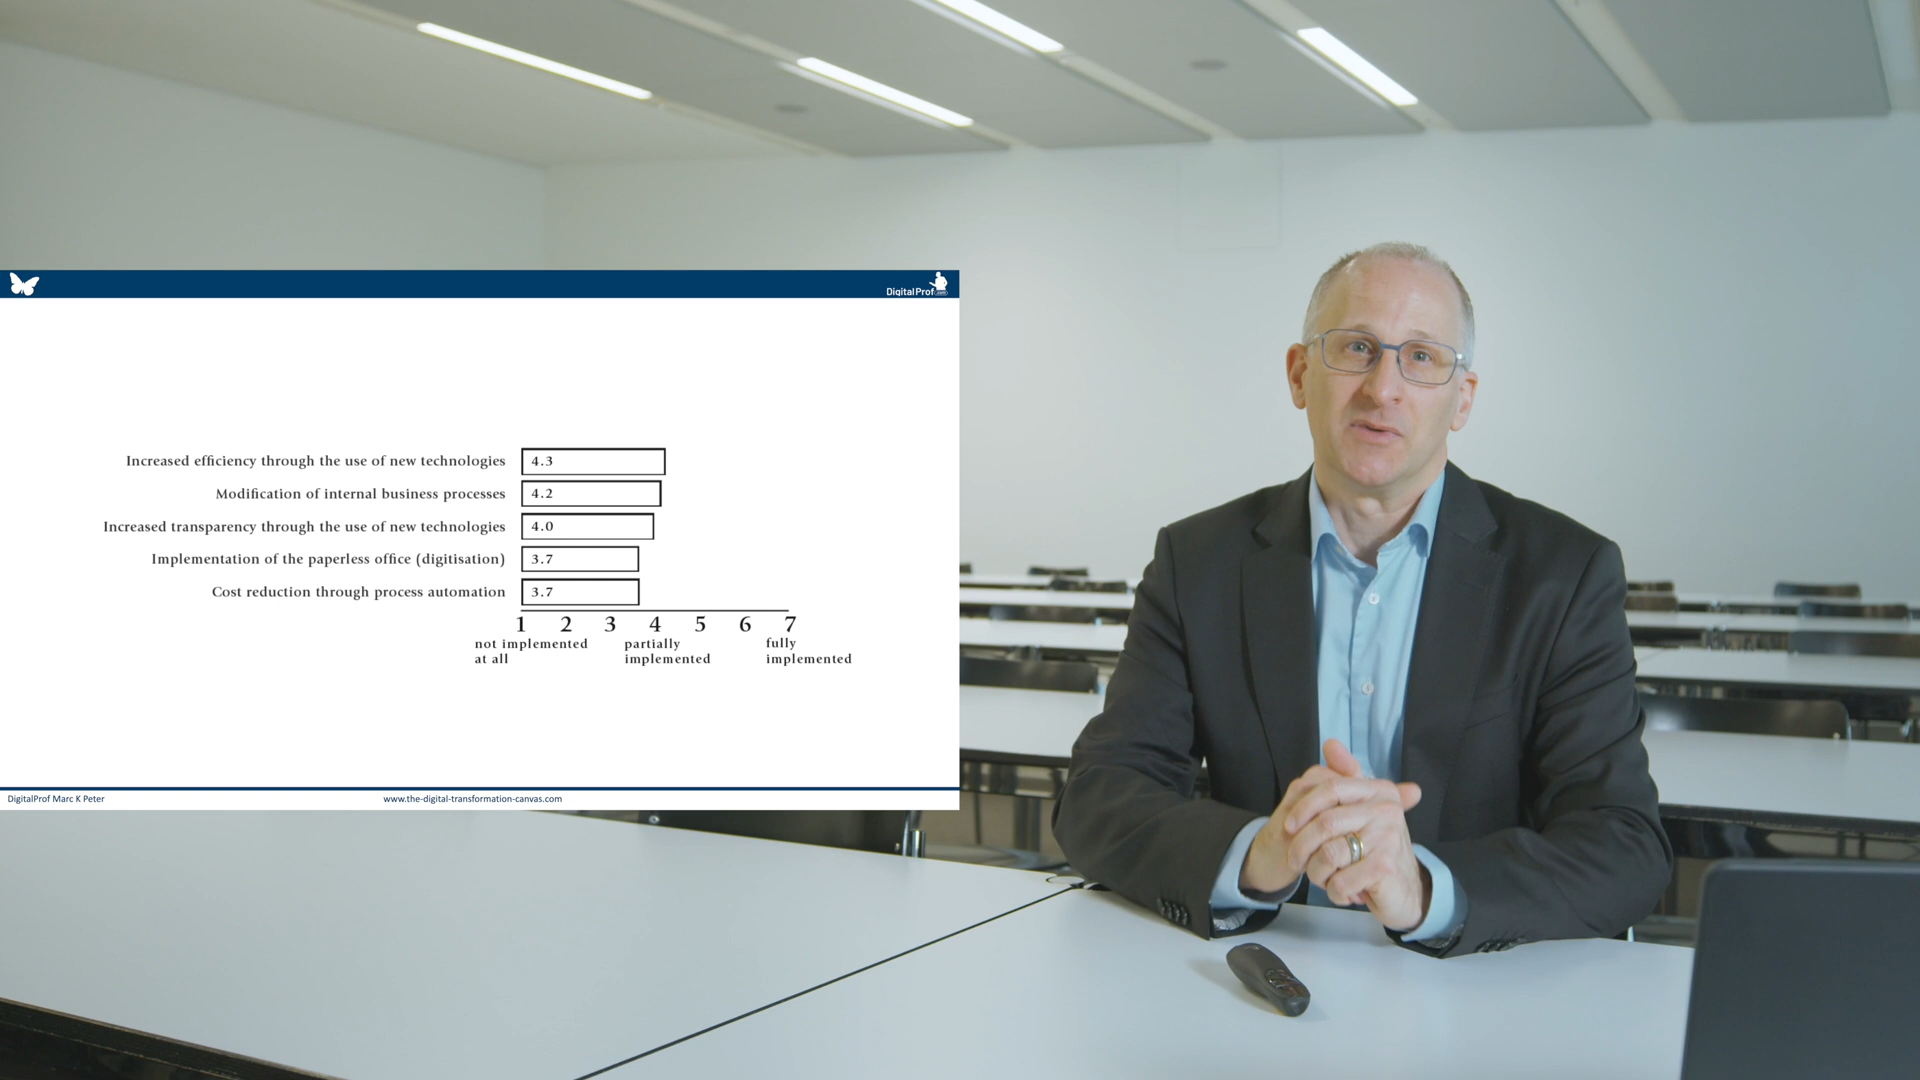 DigitalProf
Increased efficiency through the use of new technologies 4.3
Modification of internal business processes 4.2
Increased transparency through the use of new technologies 4.0
Implementation of the paperless office (digitisation) 3.7
Cost reduction through process automation 3.7
1 2 3 4 5 6 7
not implemented at all
partially implemented
fully implemented
DigitalProf Marc K Peter
www.the-digital-transformation-canvas.com